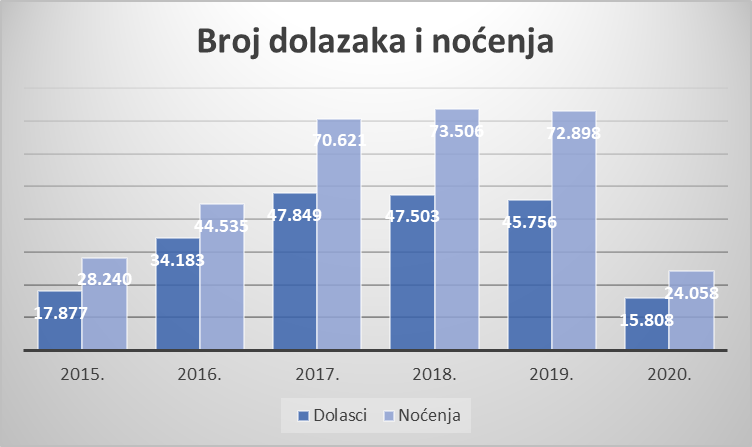 Broj dolazaka i noćenja
17.877 28.240 34.183 44.535 47.849 70.621 47.503 73.506 45.756 72.898 15.808 24.058
2015. 2016. 2017. 2018. 2019. 2020.
Dolasci Noćenja